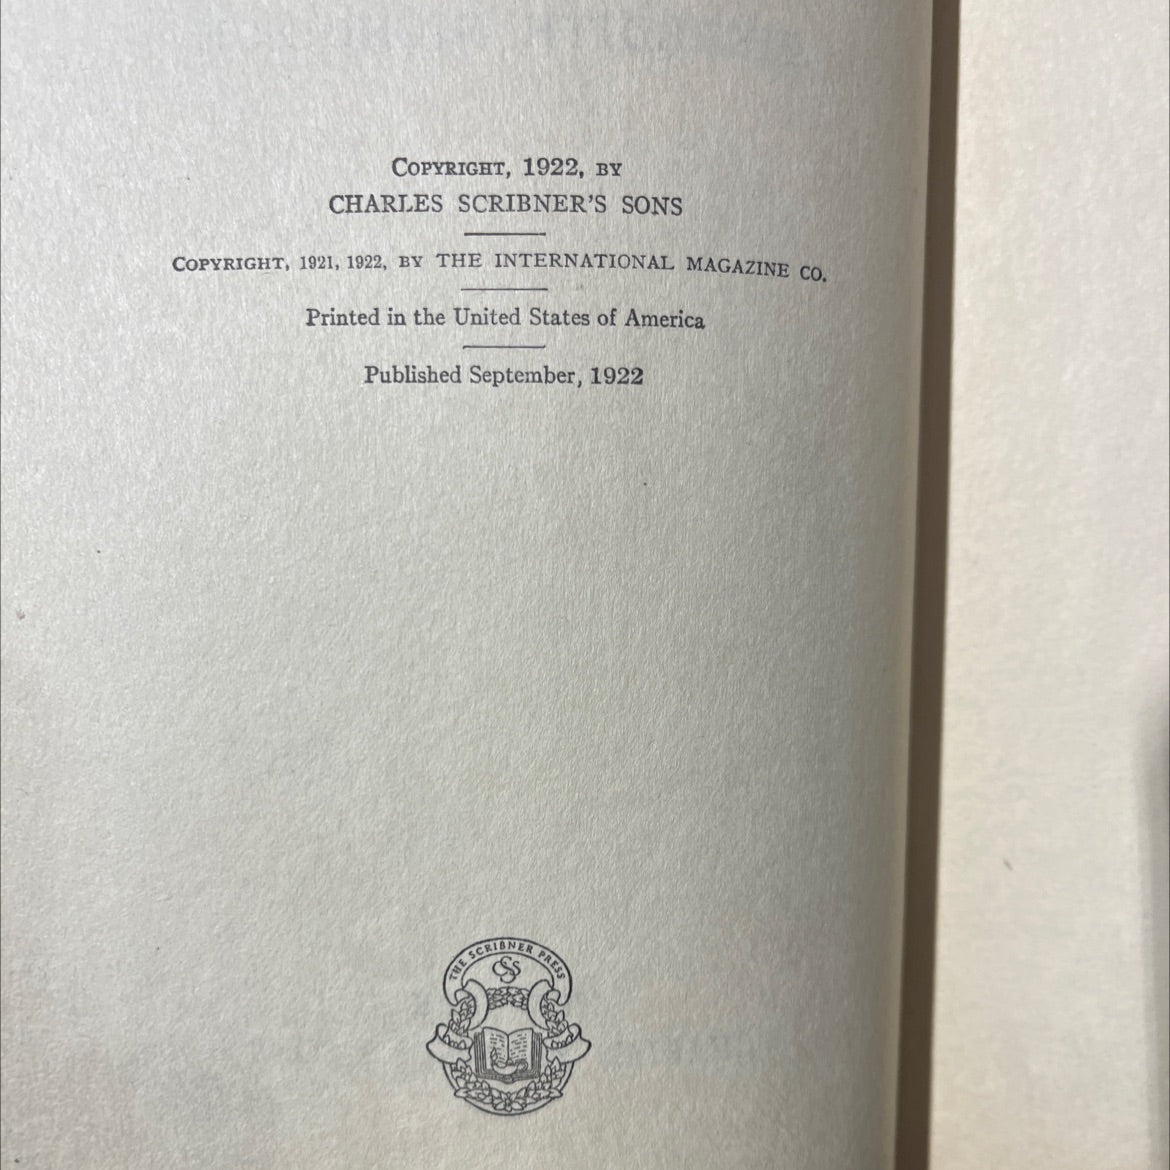 COPYRIGHT, 1922, BY
CHARLES SCRIBNER'S SONS
COPYRIGHT, 1921, 1922, BY THE INTERNATIONAL MAGAZINE CO.
Printed in the United States of America
Published September, 1922
THE SCRIBNER PRESS
CSS